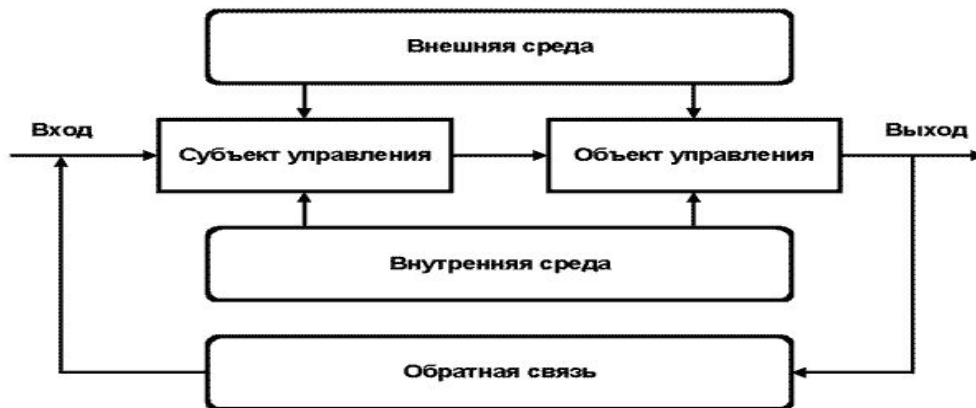 Внешняя среда
Вход
Выход
Субъект управления
Объект управления
Внутренняя среда
Обратная связь